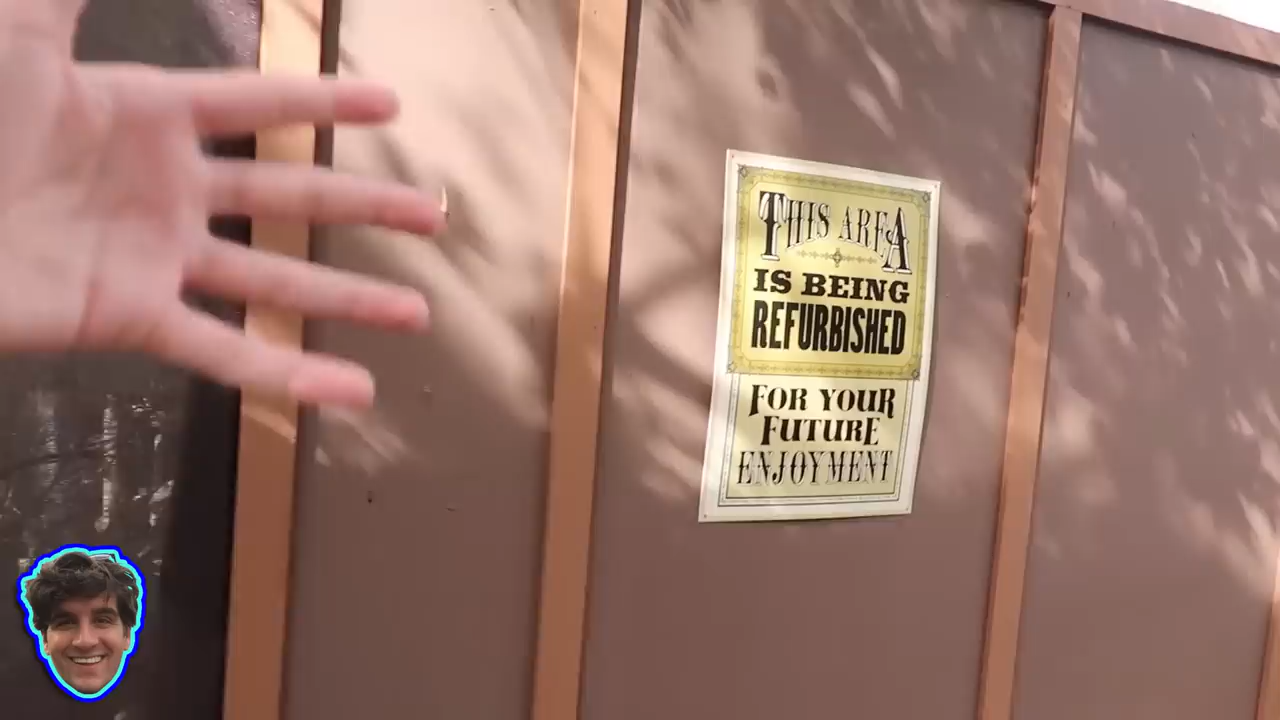 THIS AREA
IS BEING
REFURBISHED
FOR YOUR
FUTURE
ENJOYMENT